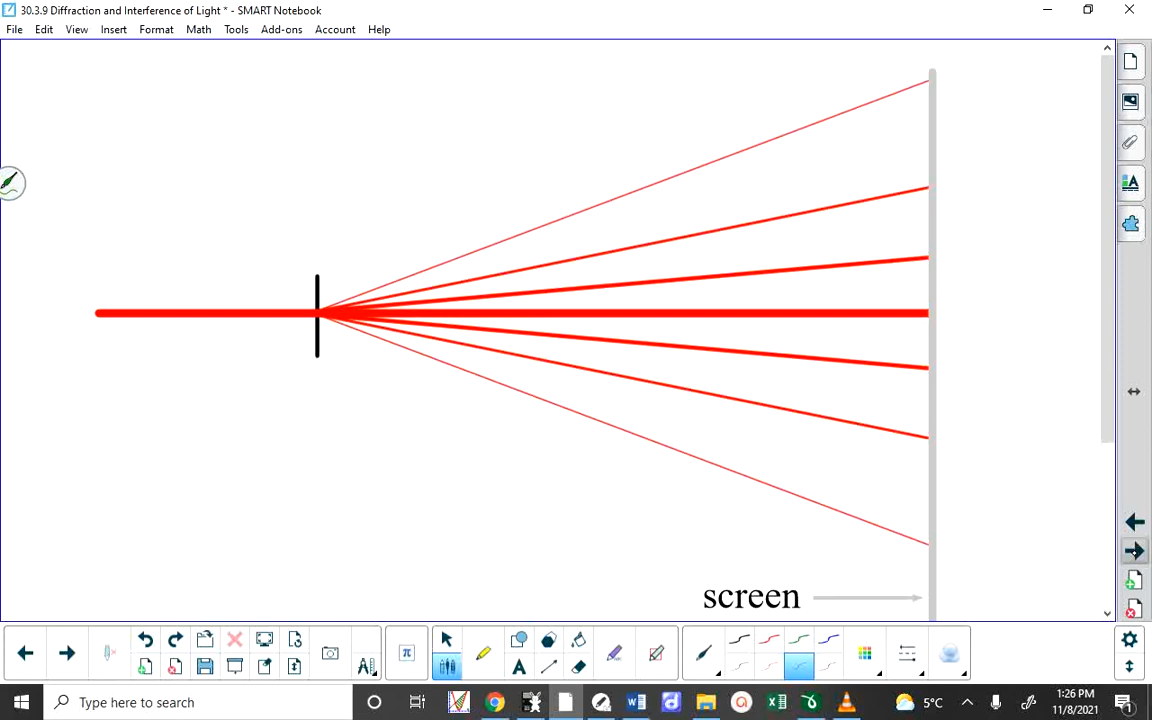 30.3.9 Diffraction and Interference of Light * - SMART Notebook
File Edit View Insert Format Math Tools Add-ons Account Help
screen
π
A
Type here to search
5°C
1:26 PM
11/8/2021
1